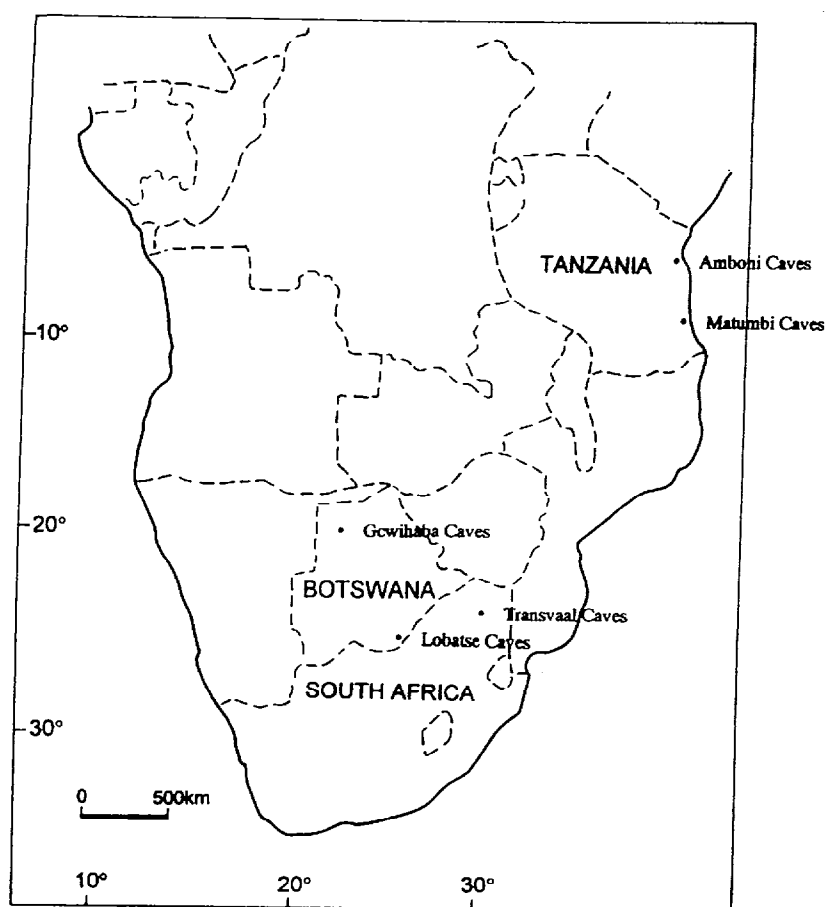 TANZANIA
Amboni Caves
Matumbi Caves
10°
20°
Gcwihaba Caves
BOTSWANA
Transvaal Caves
Lobatse Caves
SOUTH AFRICA
30°
0 500km
10° 20° 30°